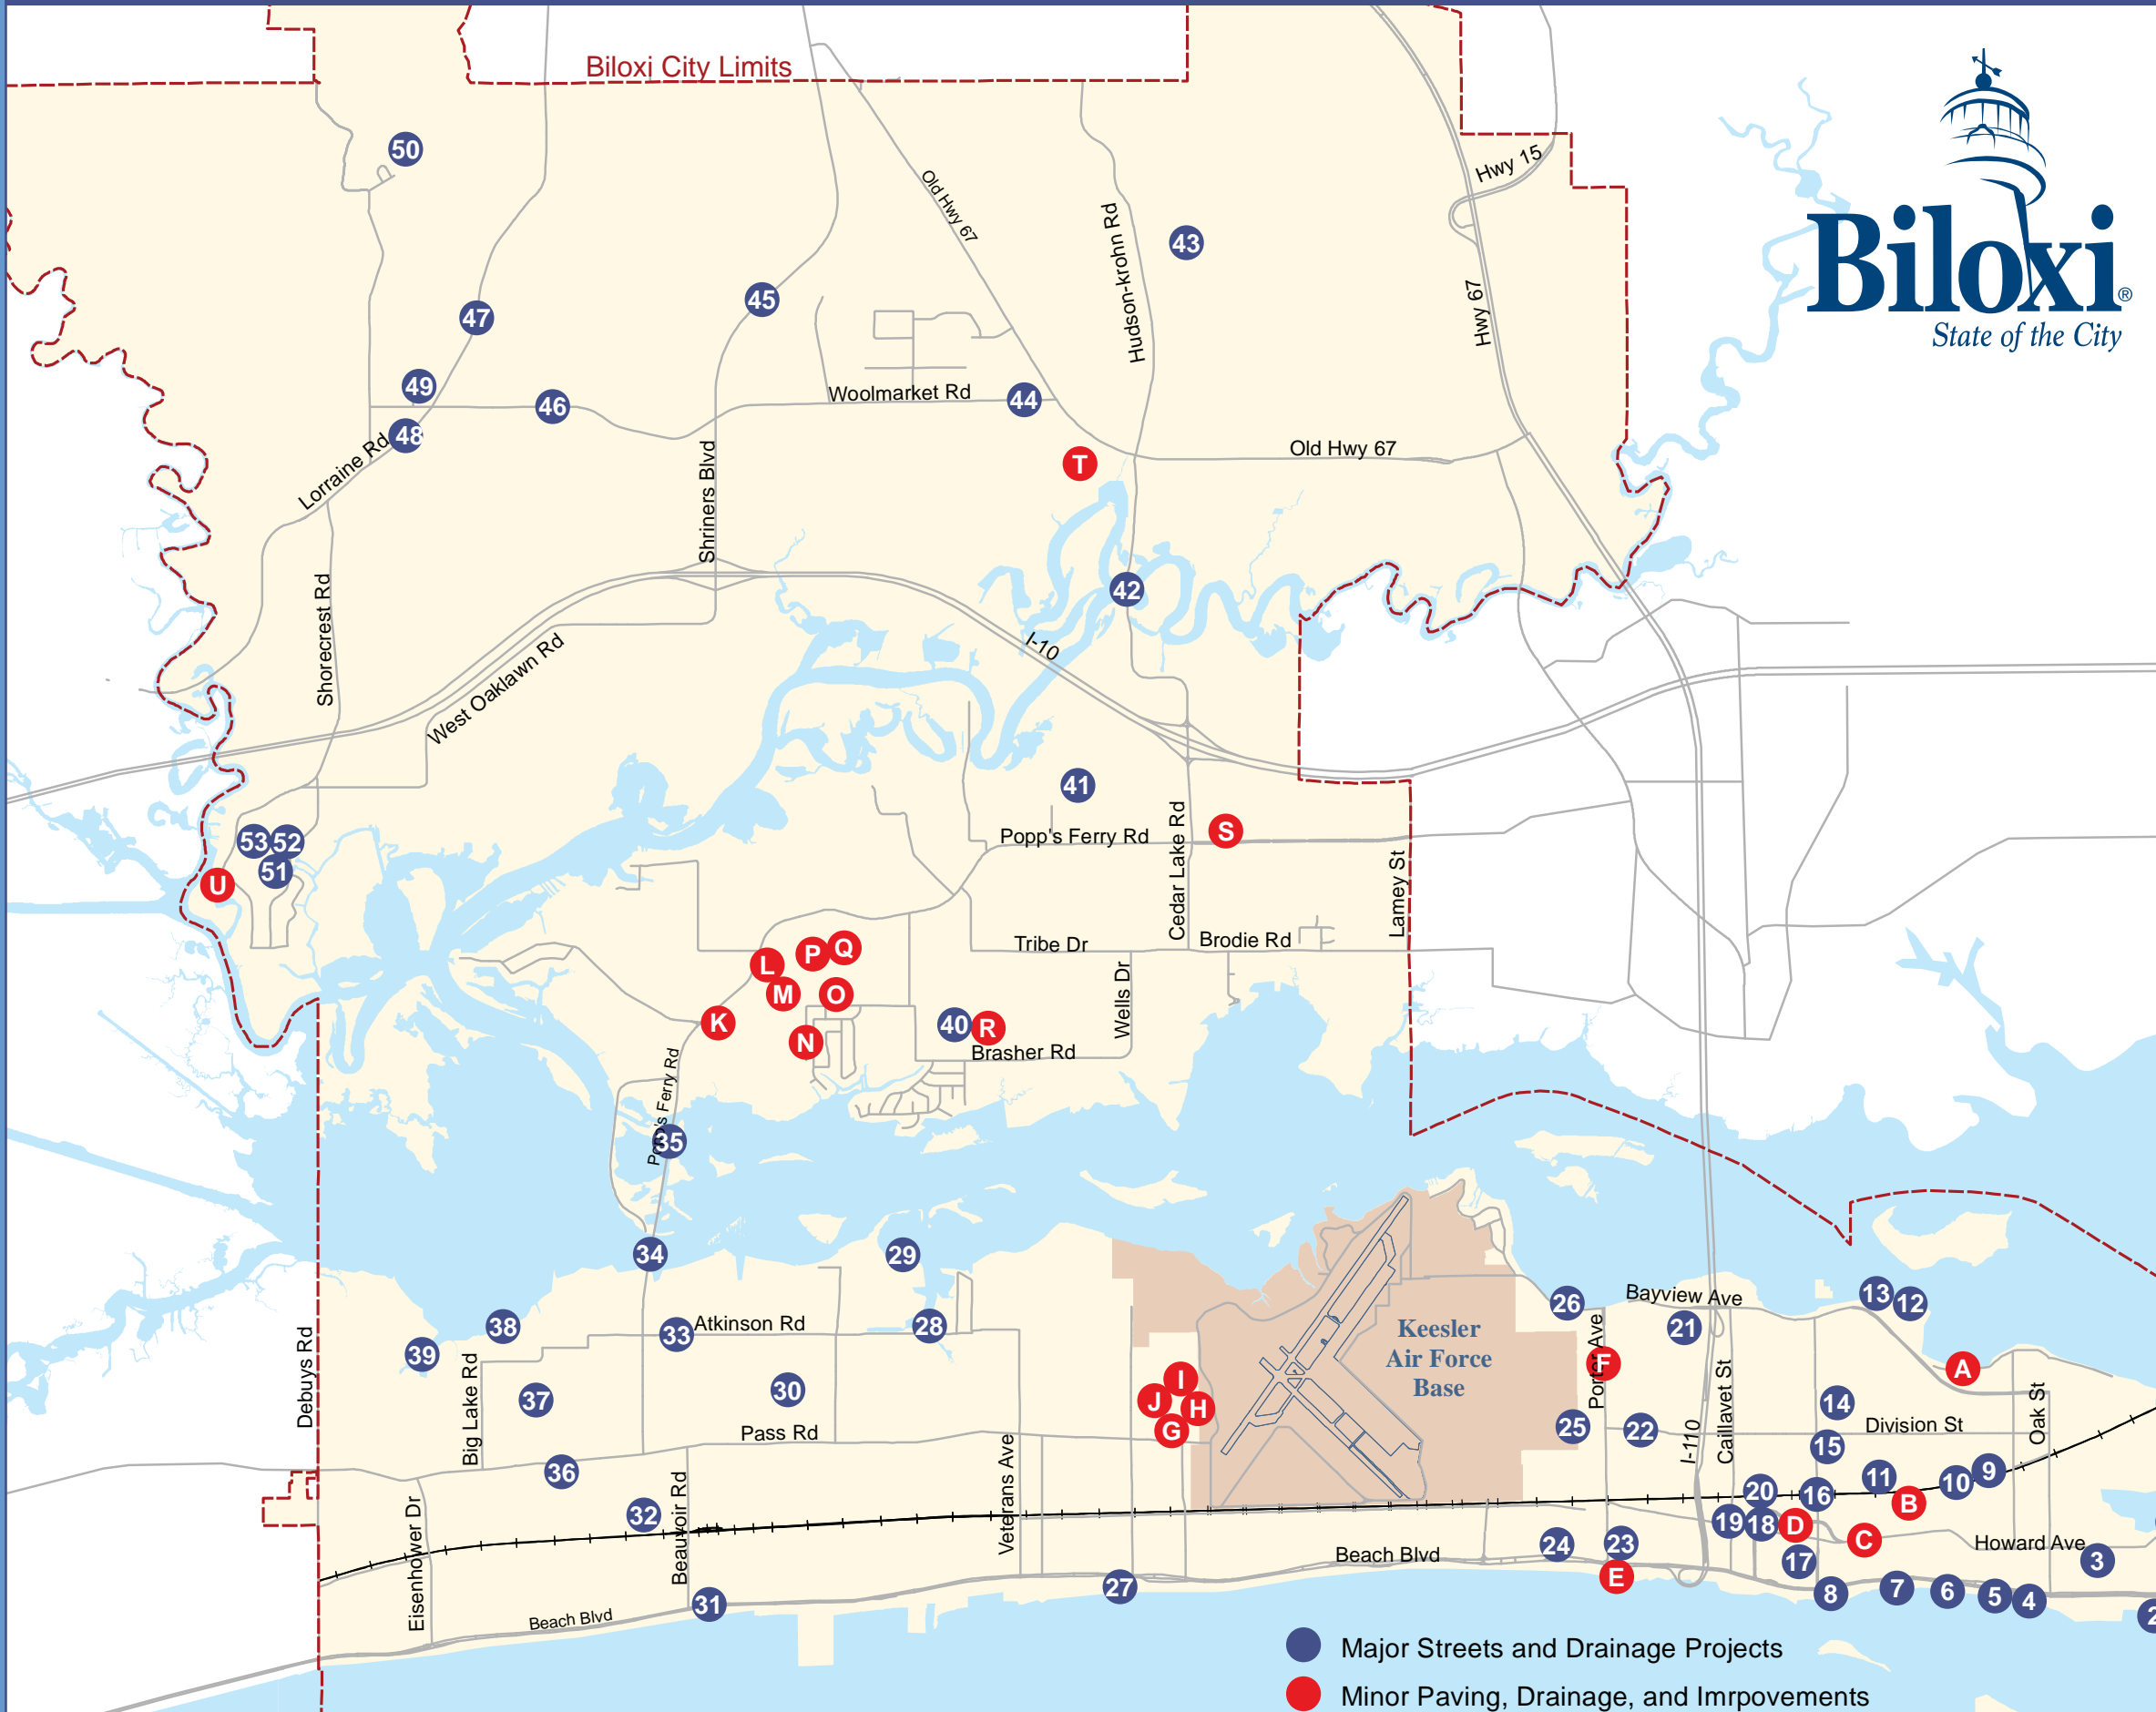 Biloxi City Limits
50
Hwy 15
Old Hwy 67
Hudson-krohn Rd
43
Biloxi®
State of the City
45
47
Hwy 67
49
46
Woolmarket Rd
44
48
Lorraine Rd
Shriners Blvd
T
Old Hwy 67
42
Shorecrest Rd
West Oaklawn Rd
I-10
41
53
52
51
U
Popp's Ferry Rd
S
Cedar Lake Rd
Lamey St
L
P
Q
M
O
K
N
Tribe Dr
Brodie Rd
Wells Dr
40
R
Brasher Rd
Popp's Ferry Rd
35
34
29
26
Bayview Ave
13
12
38
33
Atkinson Rd
28
Keesler
Air Force
Base
21
39
Debuys Rd
Big Lake Rd
37
30
I
J
H
G
F
Porter Ave
A
Caillavet St
14
Oak St
Pass Rd
25
22
I-110
Division St
15
36
Veterans Ave
9
11
10
20
16
B
32
Beauvoir Rd
Eisenhower Dr
19
18
D
C
24
23
Howard Ave
Beach Blvd
17
3
E
27
8
7
6
5
4
31
Beach Blvd
2
Major Streets and Drainage Projects
Minor Paving, Drainage, and Imrpovements